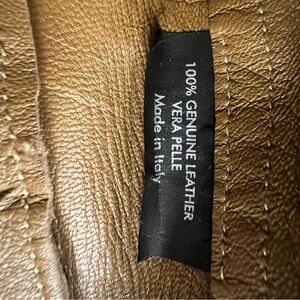 100% GENUINE LEATHER
VERA PELLE
Made in Italy